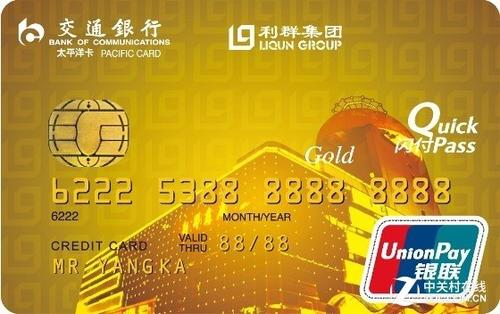 交通銀行
BANK OF COMMUNICATIONS
太平洋卡 PACIFIC CARD
利群集团
LIQUN GROUP
Quick
闪付Pass
Gold
6222 5388 8888 8888
6222
MONTH/YEAR
CREDIT CARD VALID THRU 88/88
MR YANGKA
UnionPay
银联
中关村在线